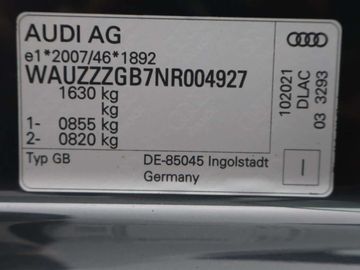 AUDI AG
e1*2007/46*1892
WAUZZZGB7NR004927
1630 kg
kg
1- 0855 kg
2- 0820 kg
Typ GB
DE-85045 Ingolstadt
Germany
102021
DLAC
03 3293
I